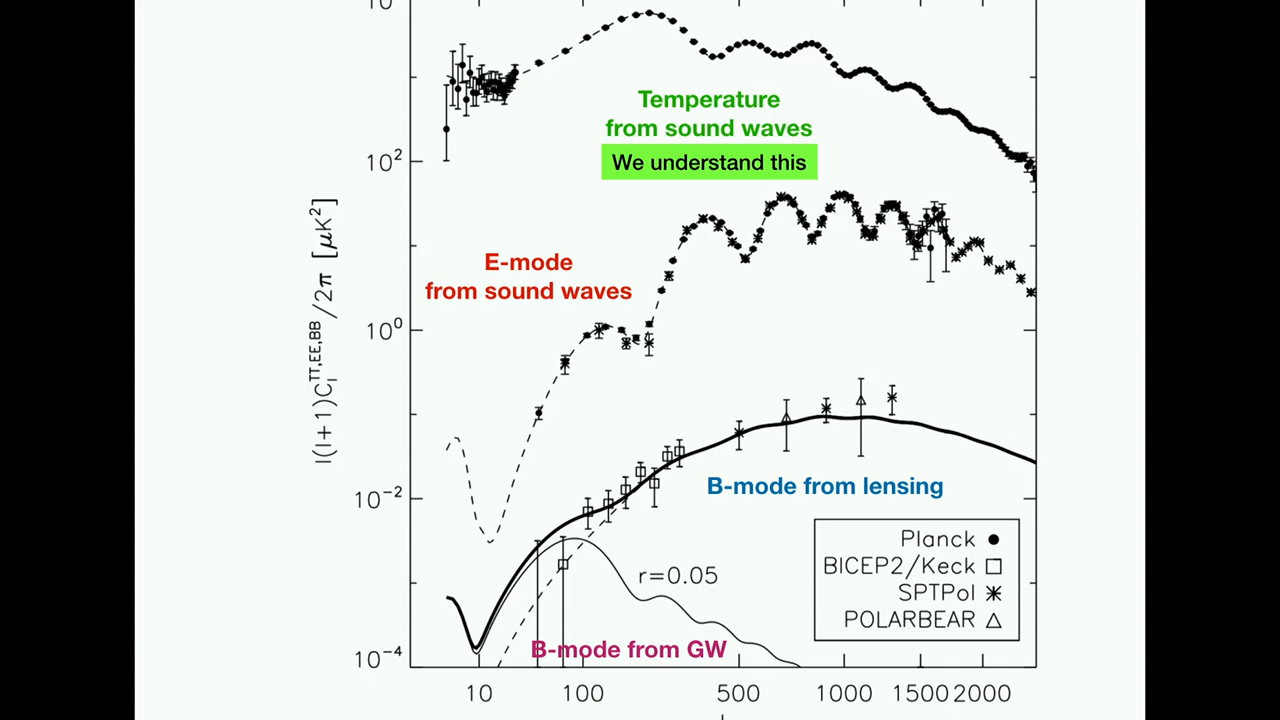 10
Temperature
from sound waves
We understand this
10²
l(l+1)C_l^TT,EE,BB/2π [μK²]
E-mode
from sound waves
10⁰
B-mode from lensing
10⁻²
Planck
BICEP2/Keck
SPTPol
POLARBEAR
r=0.05
B-mode from GW
10⁻⁴
10 100 500 1000 1500 2000